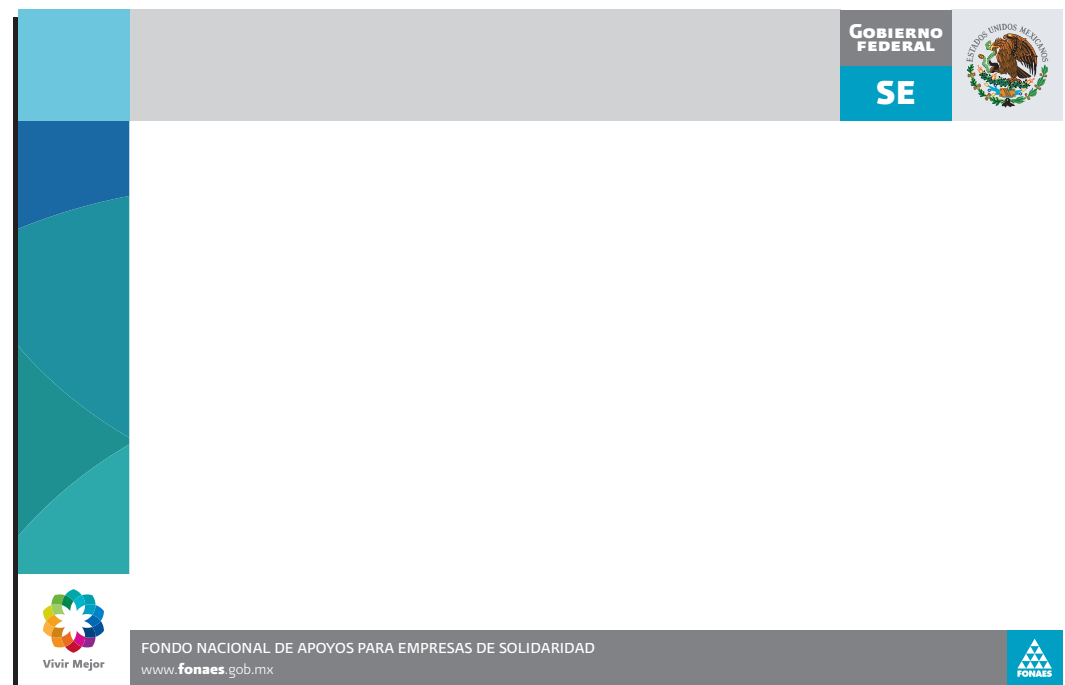 GOBIERNO
FEDERAL
SE
ESTADOS UNIDOS MEXICANOS
Vivir Mejor
FONDO NACIONAL DE APOYOS PARA EMPRESAS DE SOLIDARIDAD
www.fonaes.gob.mx
FONAES